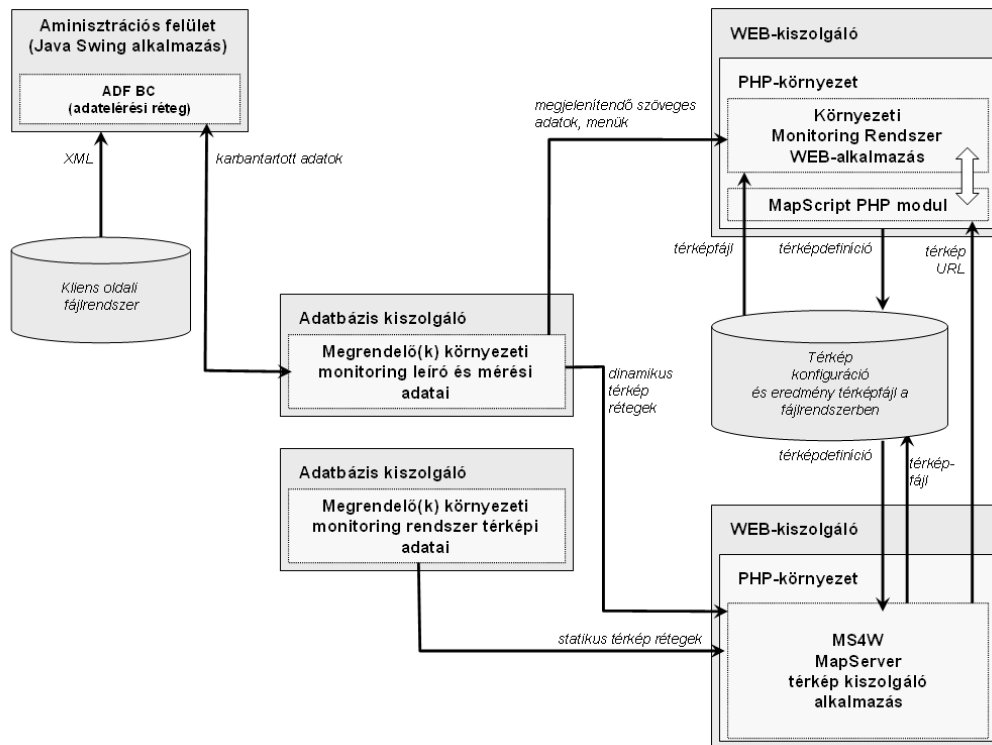 Aminisztrációs felület
(Java Swing alkalmazás)
ADF BC
(adatelérési réteg)
XML
karbantartott adatok
Kliens oldali
fájlrendszer
Adatbázis kiszolgáló
Megrendelő(k) környezeti
monitoring leíró és mérési
adatai
Adatbázis kiszolgáló
Megrendelő(k) környezeti
monitoring rendszer térképi
adatai
megjelenítendő szöveges
adatok, menük
dinamikus
térkép
rétegek
statikus térkép rétegek
WEB-kiszolgáló
PHP-környezet
Környezeti
Monitoring Rendszer
WEB-alkalmazás
MapScript PHP modul
térképfájl
térképdefiníció
térkép
URL
Térkép
konfiguráció
és eredmény térképfájl a
fájlrendszerben
térképdefiníció
térkép-
fájl
WEB-kiszolgáló
PHP-környezet
MS4W
MapServer
térkép kiszolgáló
alkalmazás